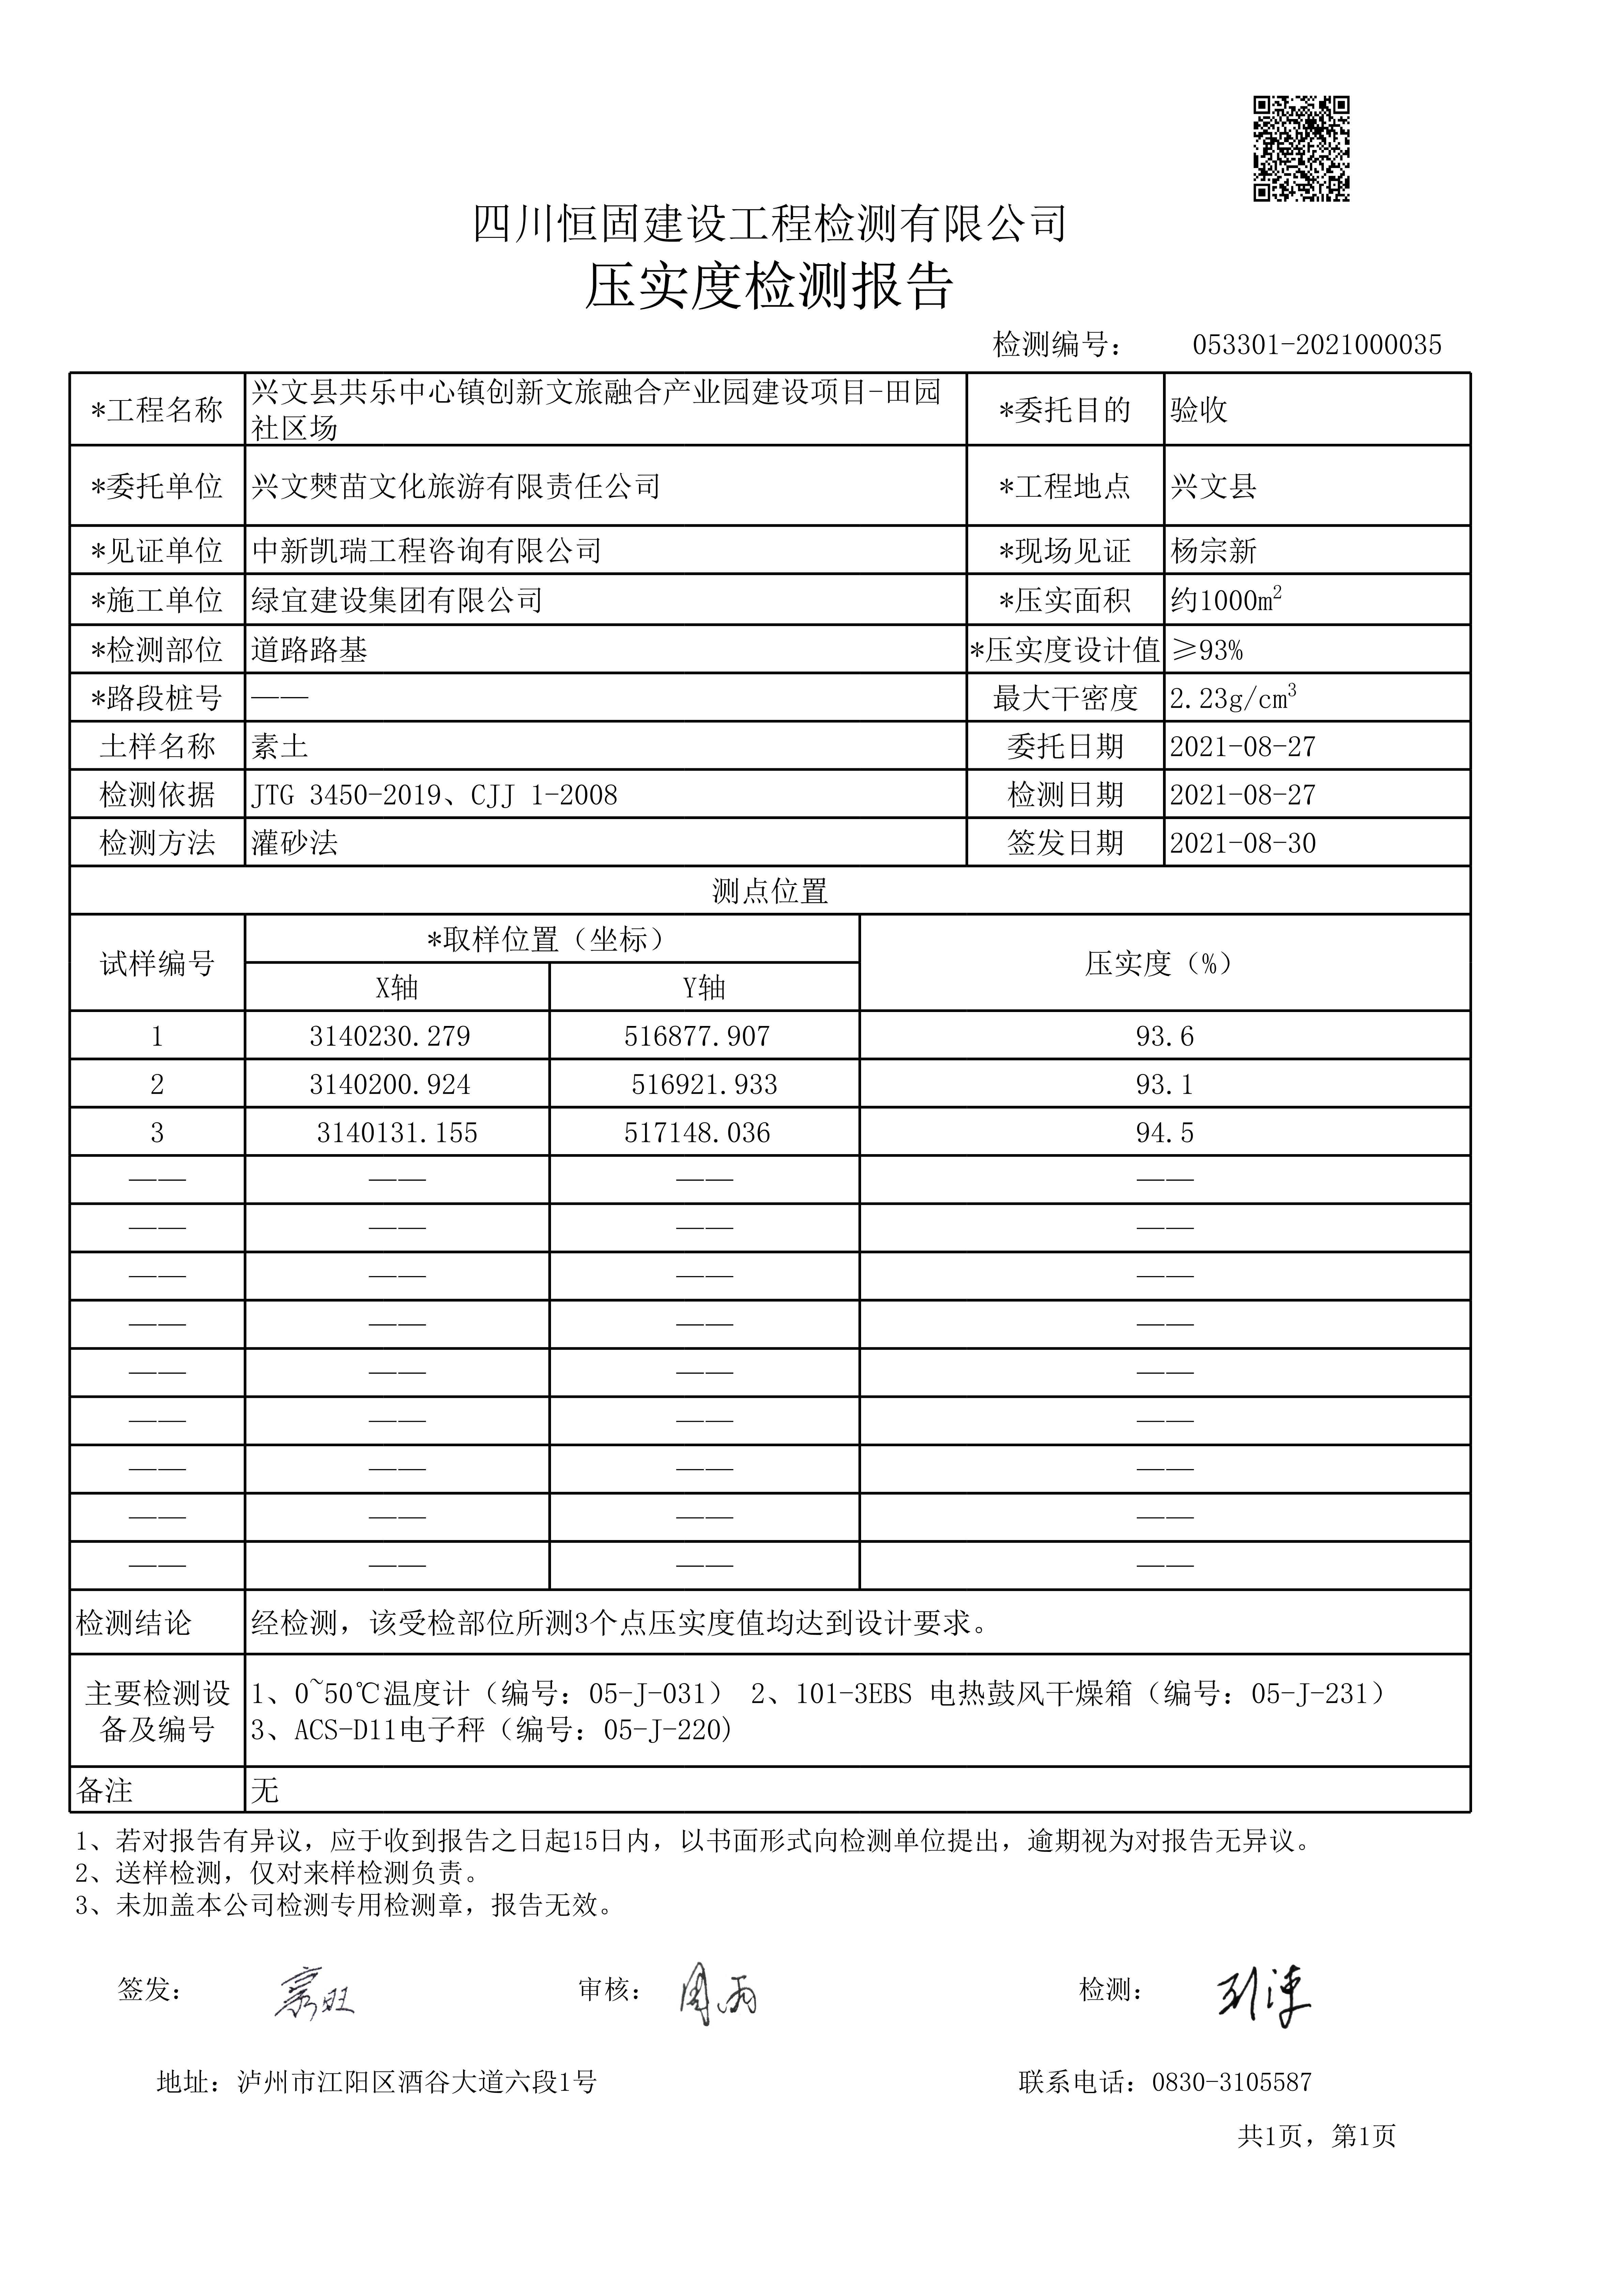 四川恒固建设工程检测有限公司
压实度检测报告
检测编号： 053301-2021000035
*工程名称 兴文县共乐中心镇创新文旅融合产业园建设项目-田园社区场 *委托目的 验收
*委托单位 兴文僰苗文化旅游有限责任公司 *工程地点 兴文县
*见证单位 中新凯瑞工程咨询有限公司 *现场见证 杨宗新
*施工单位 绿宜建设集团有限公司 *压实面积 约1000m²
*检测部位 道路路基 *压实度设计值 ≥93%
*路段桩号 —— 最大干密度 2.23g/cm³
土样名称 素土 委托日期 2021-08-27
检测依据 JTG 3450-2019、CJJ 1-2008 检测日期 2021-08-27
检测方法 灌砂法 签发日期 2021-08-30
测点位置
试样编号 *取样位置（坐标） 压实度（%）
X轴 Y轴
1 3140230.279 516877.907 93.6
2 3140200.924 516921.933 93.1
3 3140131.155 517148.036 94.5
—— —— —— ——
—— —— —— ——
—— —— —— ——
—— —— —— ——
—— —— —— ——
—— —— —— ——
—— —— —— ——
—— —— —— ——
—— —— —— ——
检测结论 经检测，该受检部位所测3个点压实度值均达到设计要求。
主要检测设备及编号 1、0~50℃温度计（编号：05-J-031） 2、101-3EBS 电热鼓风干燥箱（编号：05-J-231）
3、ACS-D11电子秤（编号：05-J-220)
备注 无
1、若对报告有异议，应于收到报告之日起15日内，以书面形式向检测单位提出，逾期视为对报告无异议。
2、送样检测，仅对来样检测负责。
3、未加盖本公司检测专用检测章，报告无效。
签发： 审核： 检测：
地址：泸州市江阳区酒谷大道六段1号 联系电话：0830-3105587
共1页，第1页